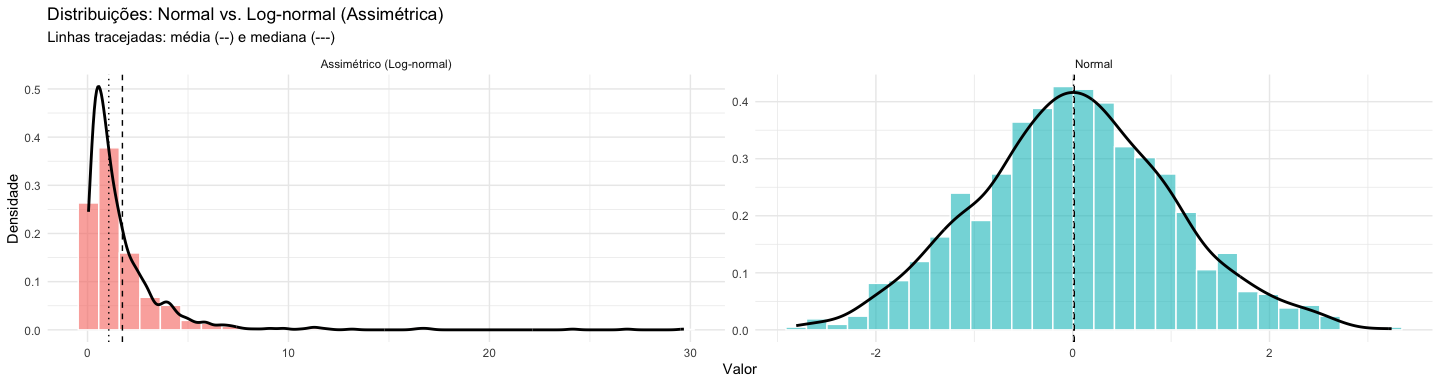 Distribuições: Normal vs. Log-normal (Assimétrica)
Linhas tracejadas: média (--) e mediana (---)
Assimétrico (Log-normal)
Normal
Densidade
0.5
0.4
0.3
0.2
0.1
0.0
0.4
0.3
0.2
0.1
0.0
0 10 20 30
-2 0 2
Valor